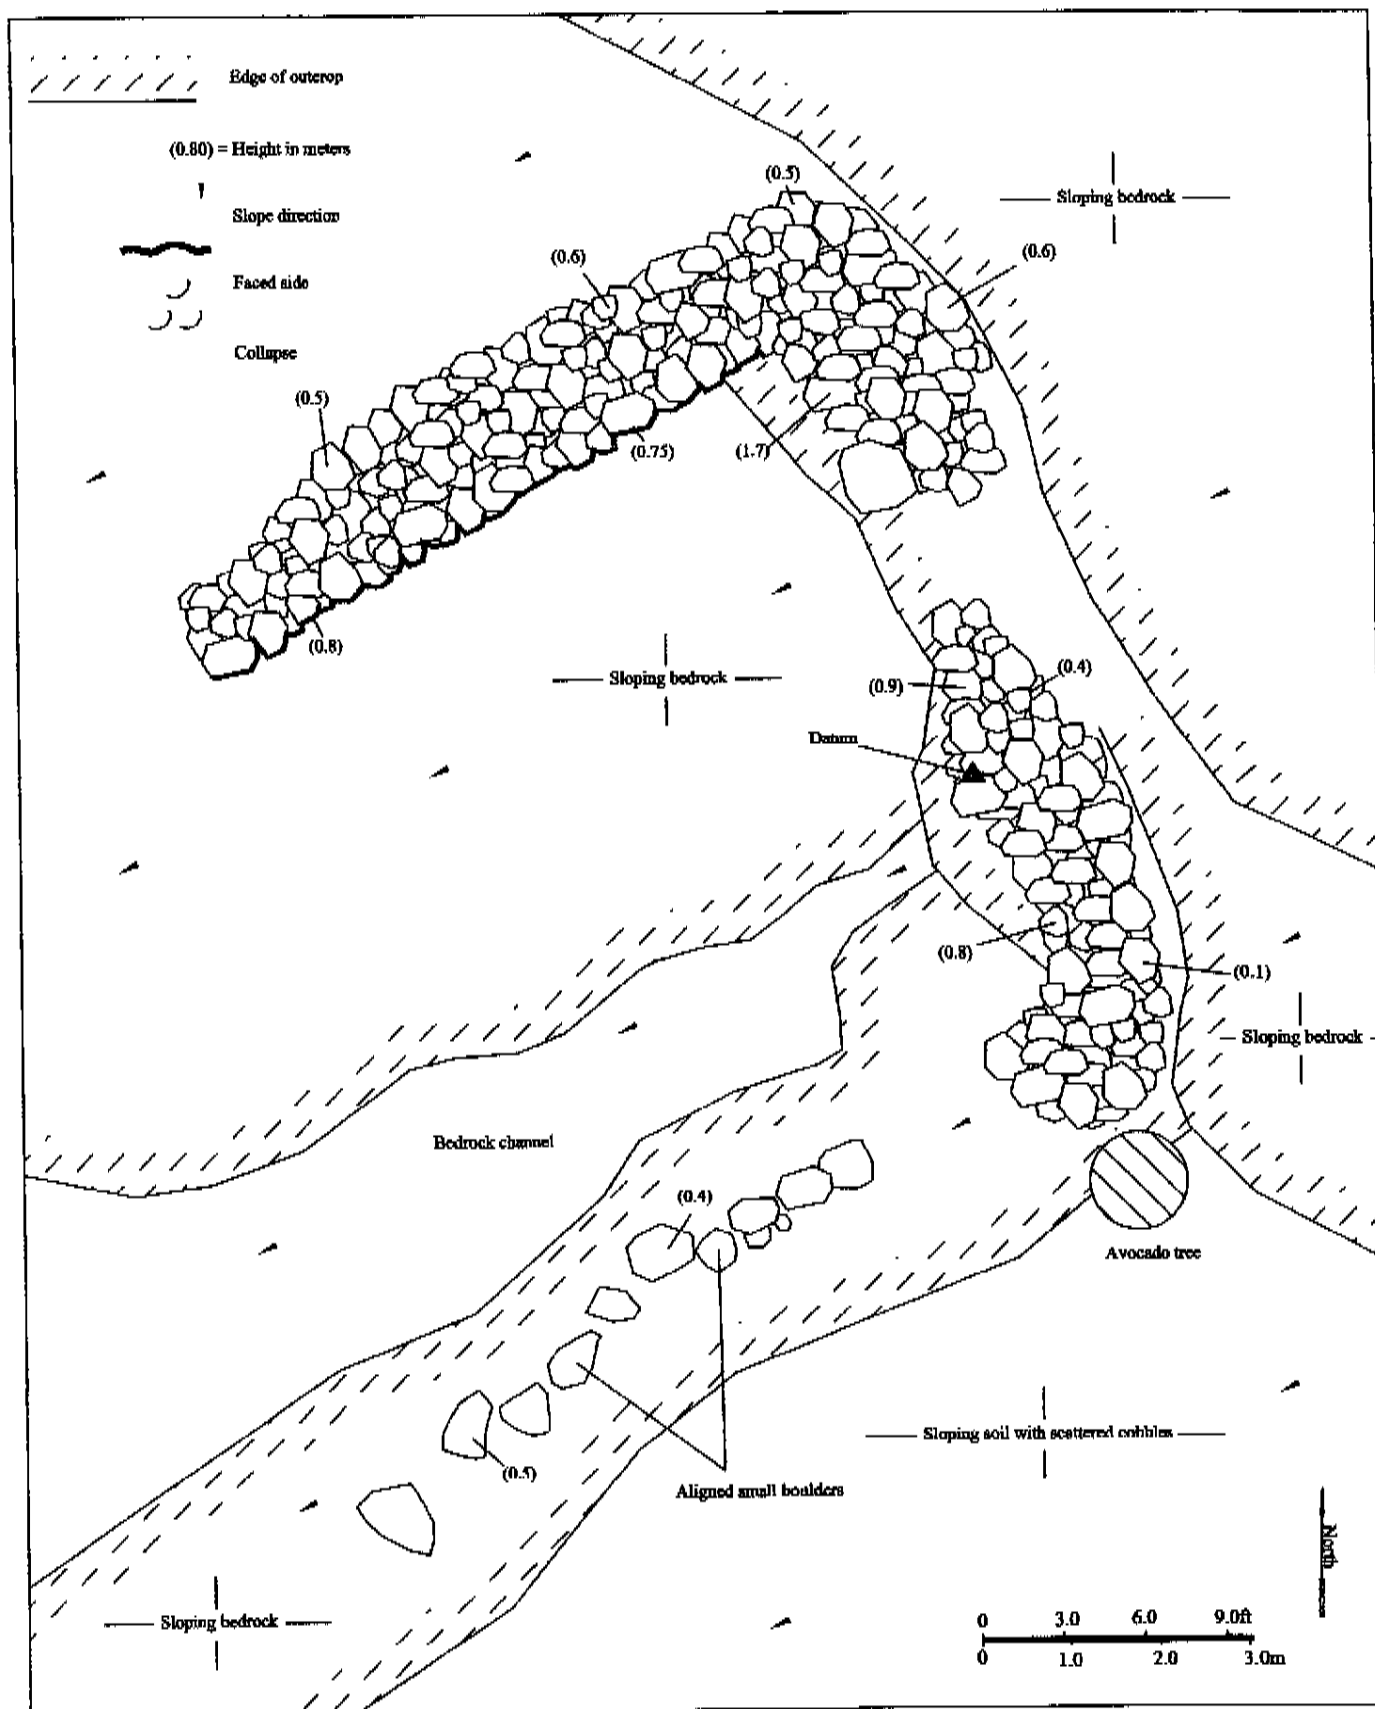 Edge of outcrop
(0.80) = Height in meters
Slope direction
Faced side
Collapse
(0.5)
Sloping bedrock
(0.6)
(0.6)
(0.5)
(0.75)
(1.7)
(0.8)
Sloping bedrock
(0.4)
(0.9)
Datum
(0.8)
(0.1)
Sloping bedrock
Bedrock channel
(0.4)
Avocado tree
Sloping soil with scattered cobbles
(0.5)
Aligned small boulders
North
Sloping bedrock
0 3.0 6.0 9.0ft
0 1.0 2.0 3.0m